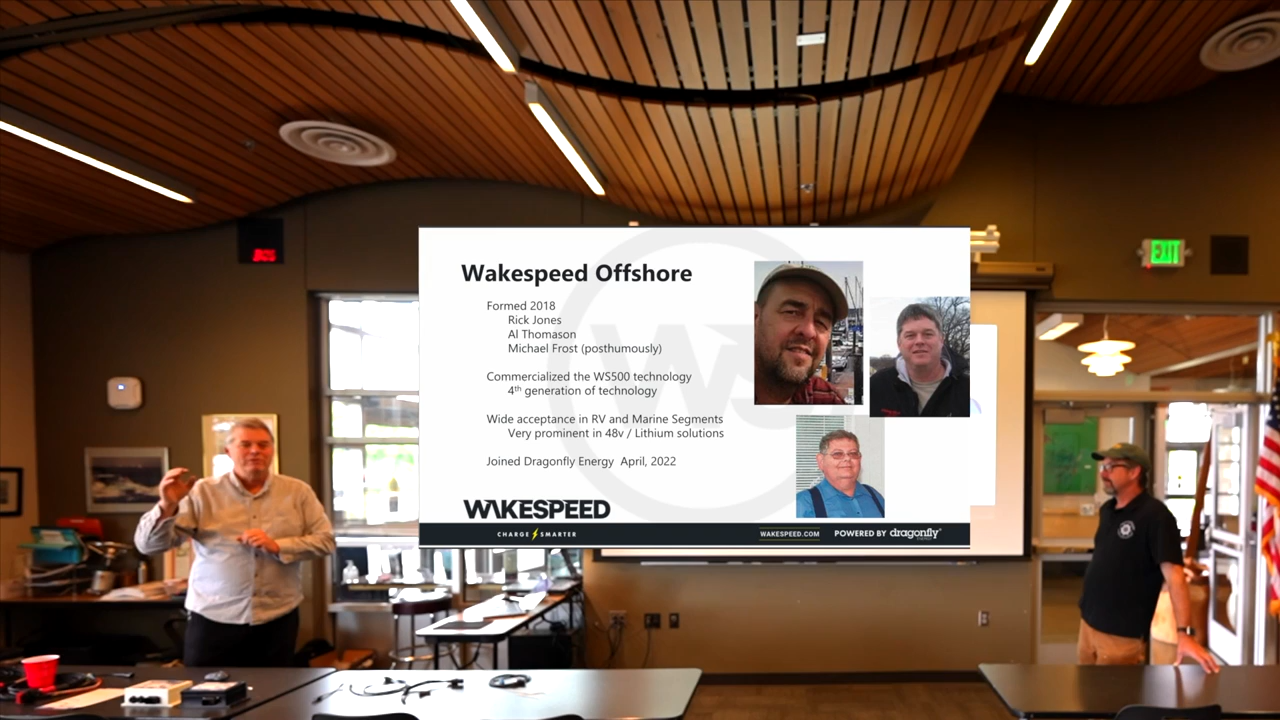 Wakespeed Offshore
Formed 2018
Rick Jones
Al Thomason
Michael Frost (posthumously)
Commercialized the WS500 technology
4th generation of technology
Wide acceptance in RV and Marine Segments
Very prominent in 48v / Lithium solutions
Joined Dragonfly Energy April, 2022
WAKESPEED
CHARGE SMARTER
WAKESPEED.COM
POWERED BY dragonfly
EXIT
WS